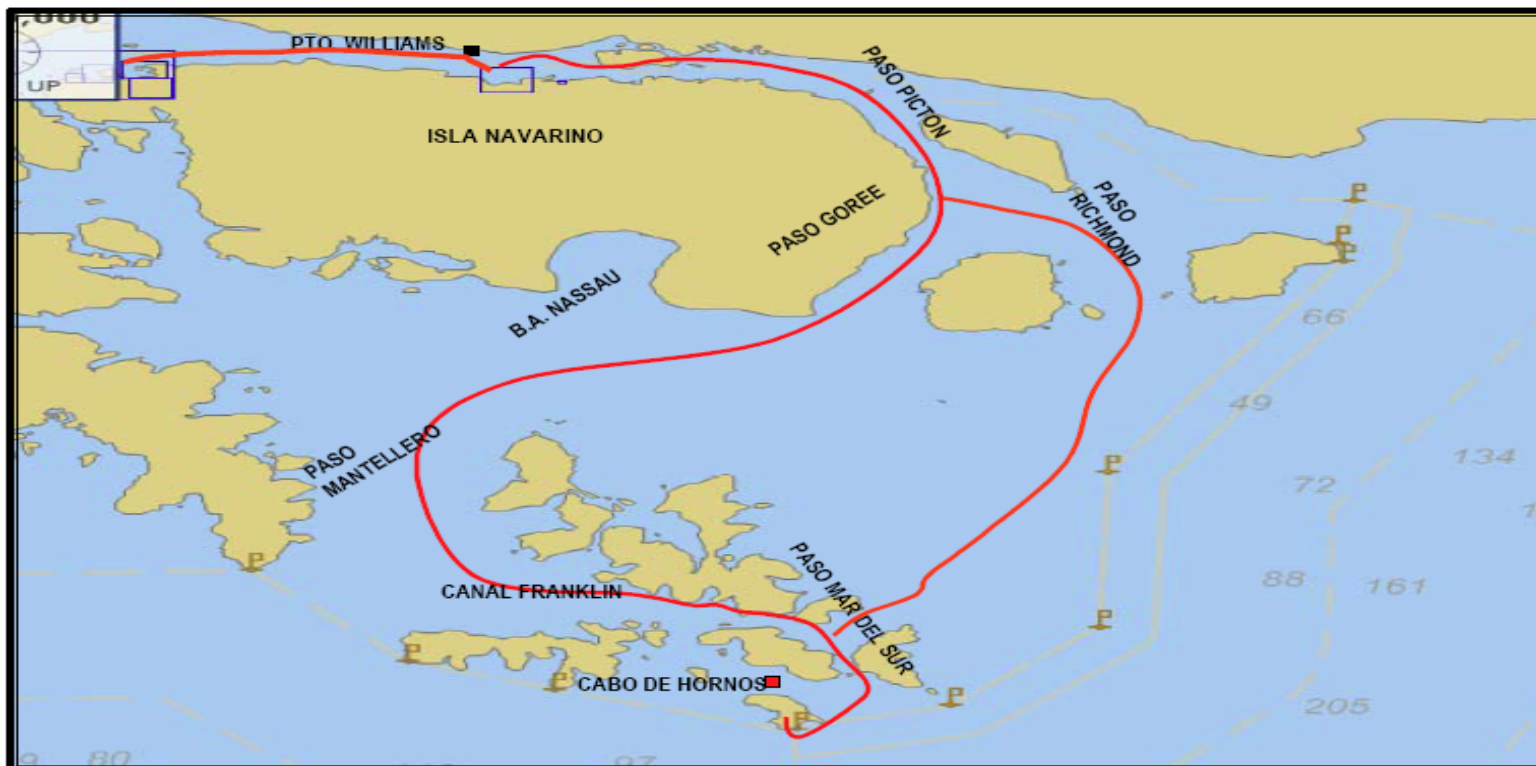 ,000
UP
PTO. WILLIAMS
ISLA NAVARINO
PASO PICTON
PASO
RICHMOND
PASO GOREE
B.A. NASSAU
66
49
134
72
PASO
MANTELLERO
CANAL FRANKLIN
PASO MAR DEL SUR
88
161
CABO DE HORNOS
205
80
97